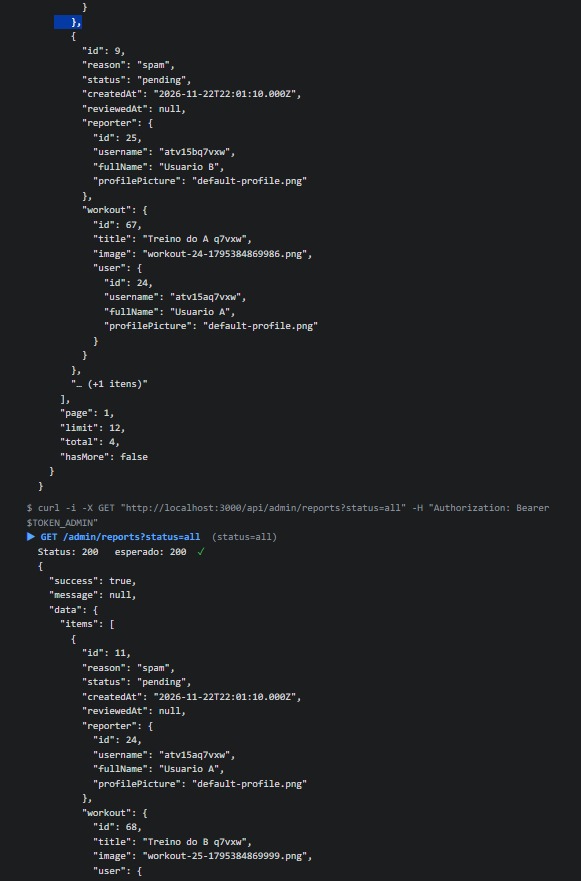 }
},
{
"id": 9,
"reason": "spam",
"status": "pending",
"createdAt": "2026-11-22T22:01:10.000Z",
"reviewedAt": null,
"reporter": {
"id": 25,
"username": "atv15bq7vxw",
"fullName": "Usuario B",
"profilePicture": "default-profile.png"
},
"workout": {
"id": 67,
"title": "Treino do A q7vxw",
"image": "workout-24-1795384869986.png",
"user": {
"id": 24,
"username": "atv15aq7vxw",
"fullName": "Usuario A",
"profilePicture": "default-profile.png"
}
}
},
"… (+1 itens)"
],
"page": 1,
"limit": 12,
"total": 4,
"hasMore": false
}
}
$ curl -i -X GET "http://localhost:3000/api/admin/reports?status=all" -H "Authorization: Bearer
$TOKEN_ADMIN"
▶ GET /admin/reports?status=all (status=all)
Status: 200 esperado: 200 ✓
{
"success": true,
"message": null,
"data": {
"items": [
{
"id": 11,
"reason": "spam",
"status": "pending",
"createdAt": "2026-11-22T22:01:10.000Z",
"reviewedAt": null,
"reporter": {
"id": 24,
"username": "atv15aq7vxw",
"fullName": "Usuario A",
"profilePicture": "default-profile.png"
},
"workout": {
"id": 68,
"title": "Treino do B q7vxw",
"image": "workout-25-1795384869999.png",
"user": {